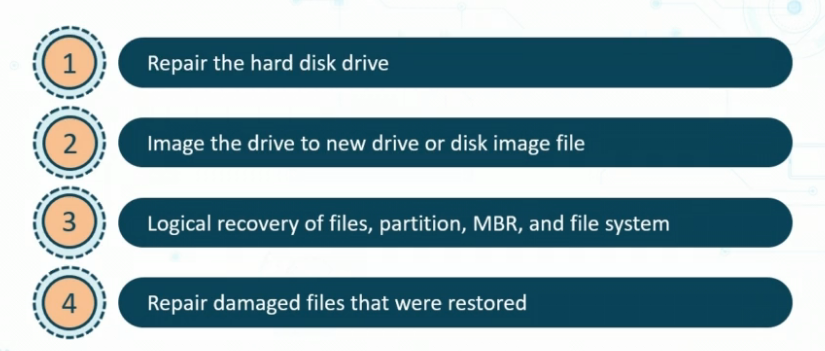 1 Repair the hard disk drive
2 Image the drive to new drive or disk image file
3 Logical recovery of files, partition, MBR, and file system
4 Repair damaged files that were restored